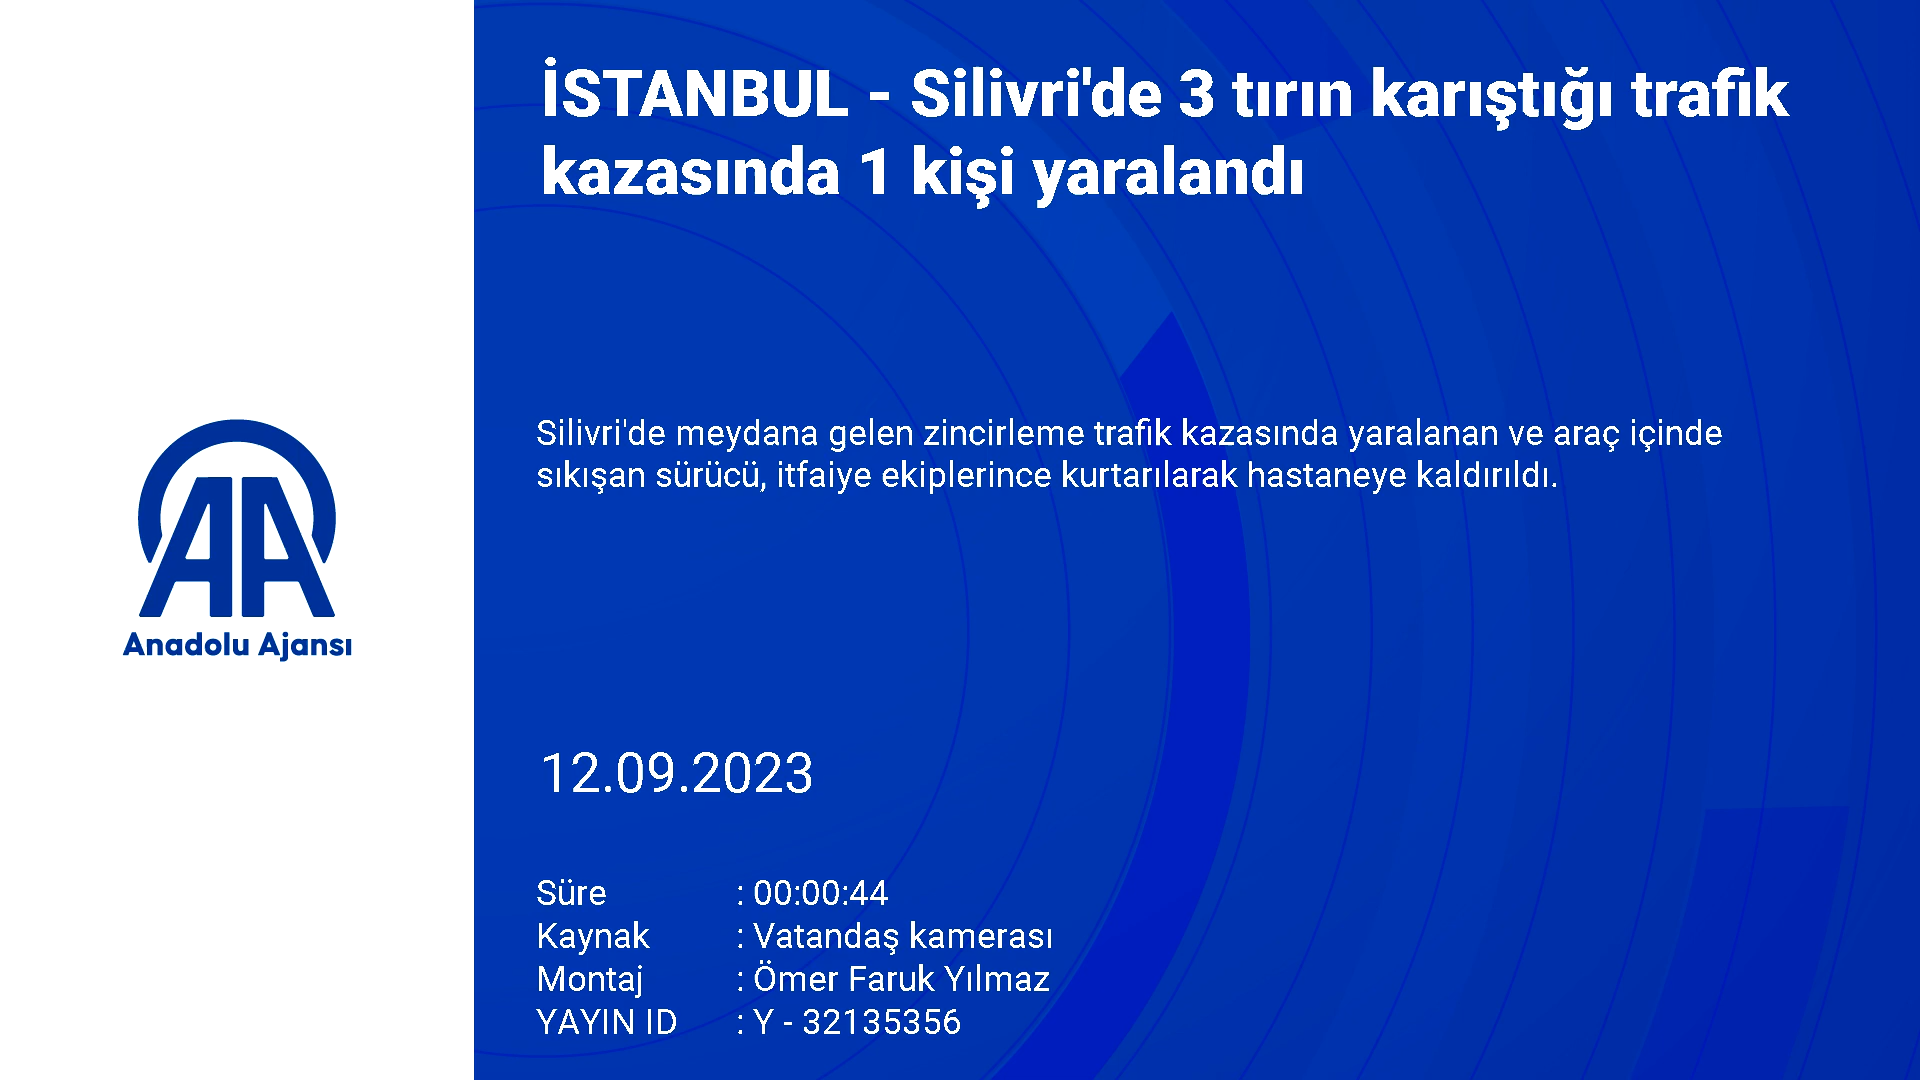 İSTANBUL - Silivri'de 3 tırın karıştığı trafik
kazasında 1 kişi yaralandı
Silivri'de meydana gelen zincirleme trafik kazasında yaralanan ve araç içinde
sıkışan sürücü, itfaiye ekiplerince kurtarılarak hastaneye kaldırıldı.
AA
Anadolu Ajansı
12.09.2023
Süre : 00:00:44
Kaynak : Vatandaş kamerası
Montaj : Ömer Faruk Yılmaz
YAYIN ID : Y - 32135356